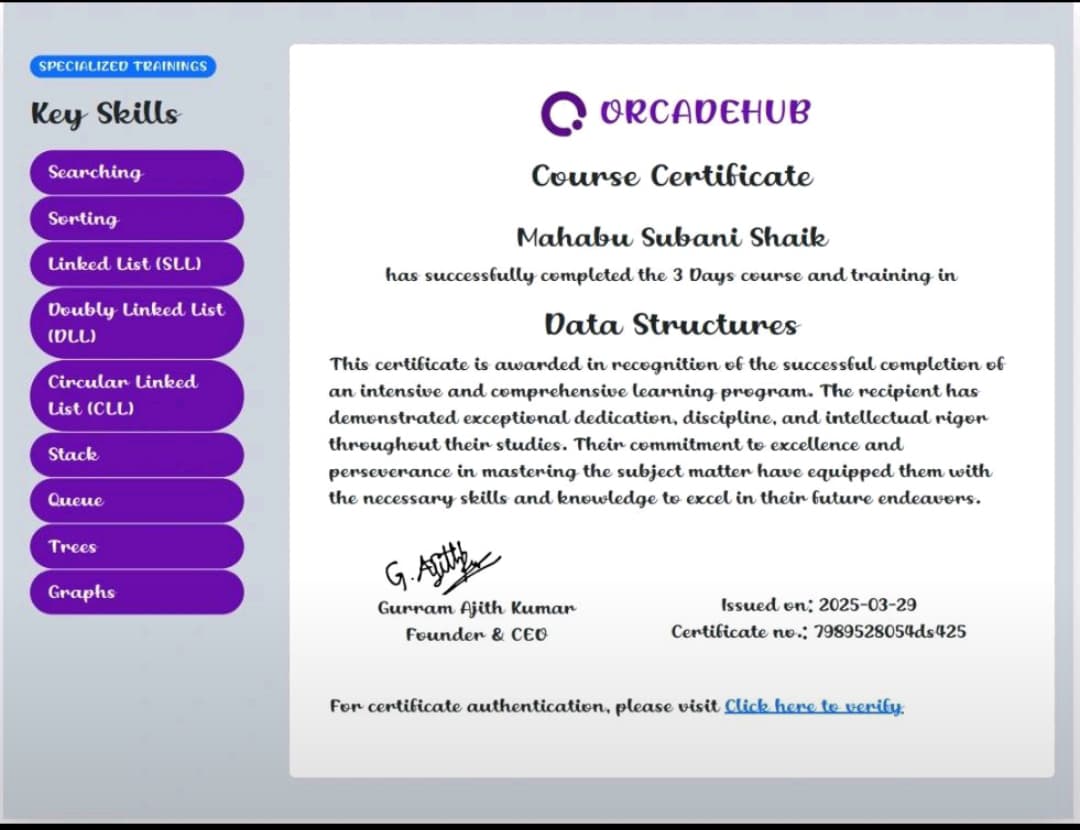 SPECIALIZED TRAININGS
Key Skills
Searching
Sorting
Linked List (SLL)
Doubly Linked List
(DLL)
Circular Linked
List (CLL)
Stack
Queue
Trees
Graphs
ORCADEHUB
Course Certificate
Mahabu Subani Shaik
has successfully completed the 3 Days course and training in
Data Structures
This certificate is awarded in recognition of the successful completion of
an intensive and comprehensive learning program. The recipient has
demonstrated exceptional dedication, discipline, and intellectual rigor
throughout their studies. Their commitment to excellence and
perseverance in mastering the subject matter have equipped them with
the necessary skills and knowledge to excel in their future endeavors.
G. Ajith Kumar
Gurram Ajith Kumar
Founder & CEO
Issued on: 2025-03-29
Certificate no.: 7989528054ds425
For certificate authentication, please visit Click here to verify